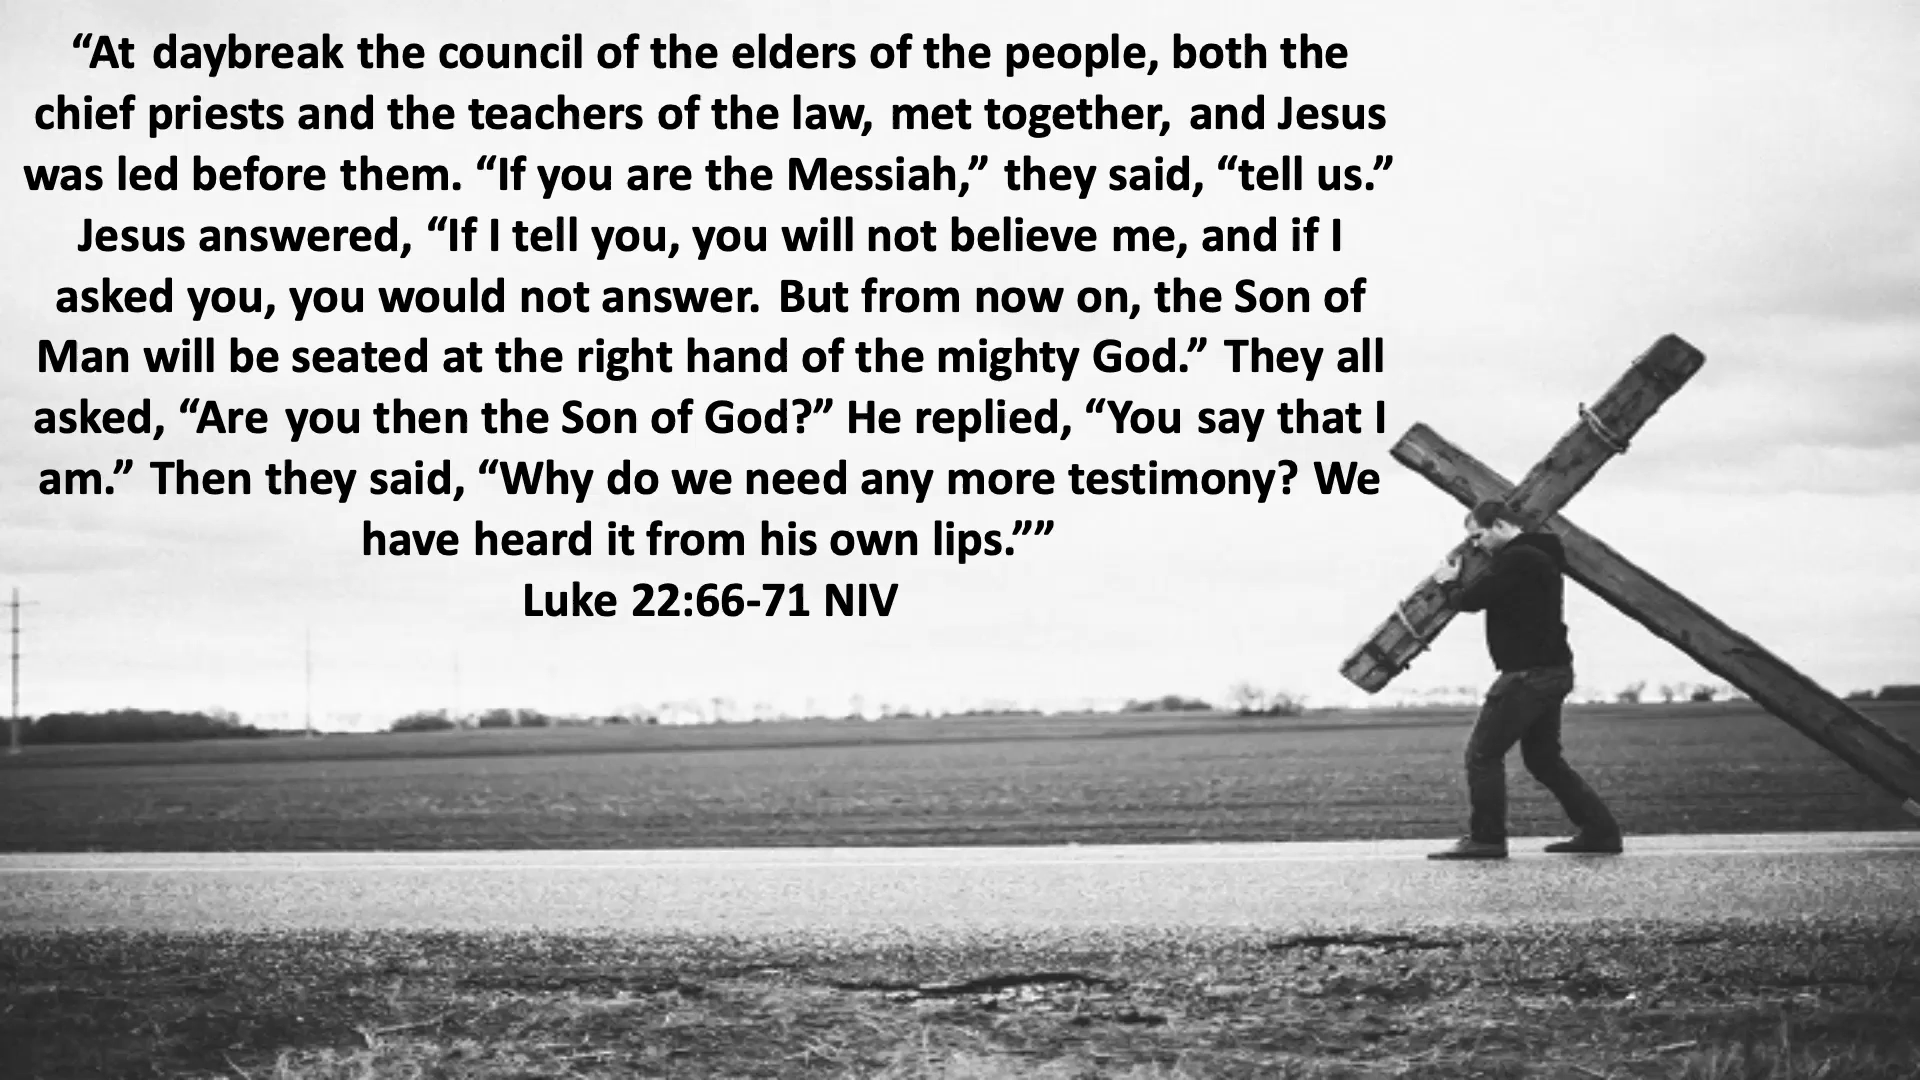 “At daybreak the council of the elders of the people, both the
chief priests and the teachers of the law, met together, and Jesus
was led before them. “If you are the Messiah,” they said, “tell us.”
Jesus answered, “If I tell you, you will not believe me, and if I
asked you, you would not answer. But from now on, the Son of
Man will be seated at the right hand of the mighty God.” They all
asked, “Are you then the Son of God?” He replied, “You say that I
am.” Then they said, “Why do we need any more testimony? We
have heard it from his own lips.””
Luke 22:66-71 NIV